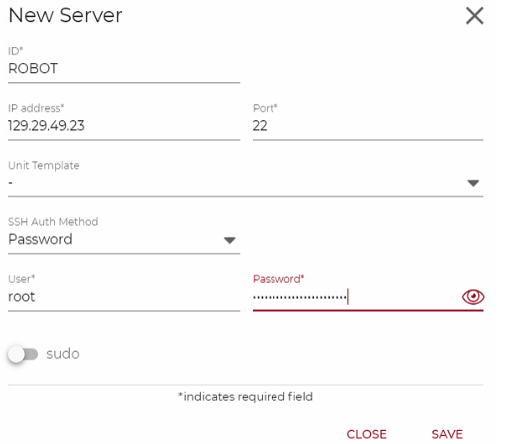 New Server
ID*
ROBOT
IP address*
Port*
129.29.49.23
22
Unit Template
-
SSH Auth Method
Password
User*
Password*
root
sudo
*indicates required field
CLOSE
SAVE